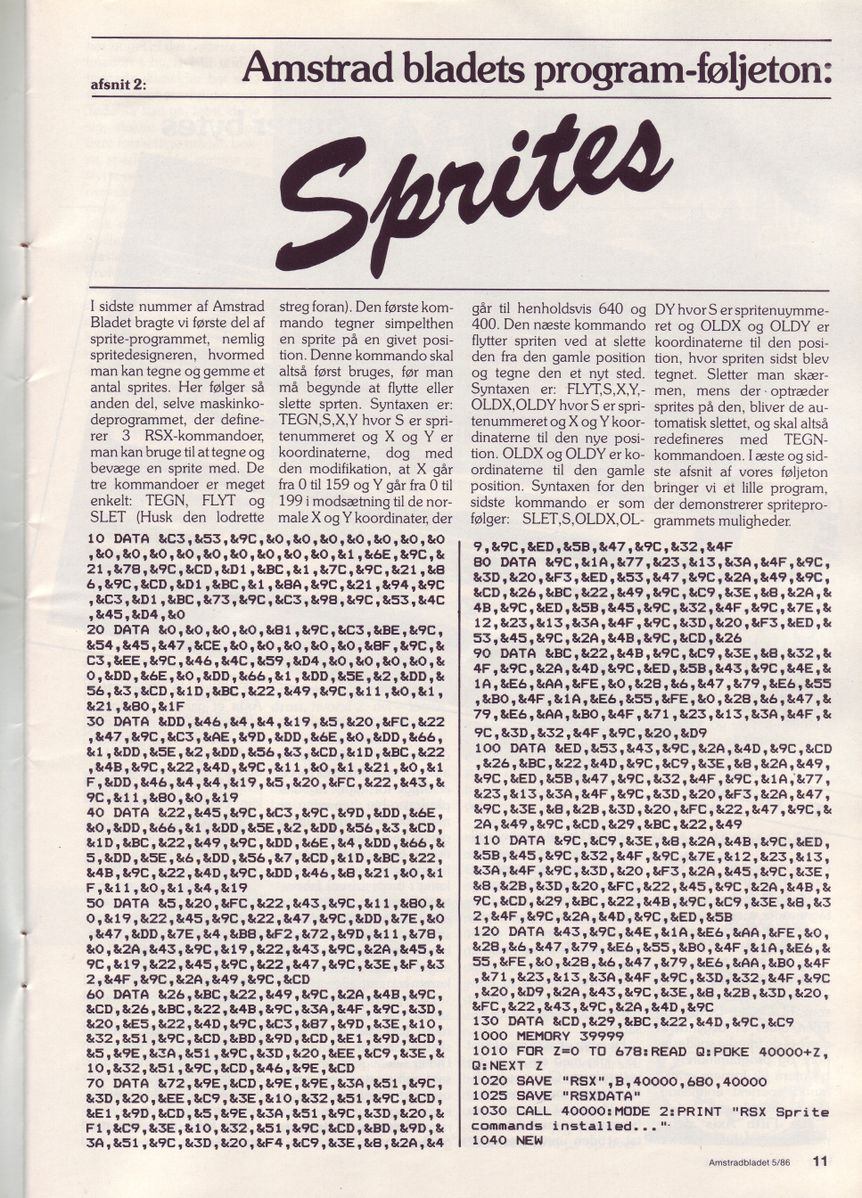 afsnit 2:
Amstrad bladets program-føljeton:
Sprites
I sidste nummer af Amstrad
Bladet bragte vi første del af
sprite-programmet, nemlig
spritedesigneren, hvormed
man kan tegne og gemme et
antal sprites. Her følger så
anden del, selve maskinko-
deprogrammet, der define-
rer 3 RSX-kommandoer,
man kan bruge til at tegne og
bevæge en sprite med. De
tre kommandoer er meget
enkelt: TEGN, FLYT og
SLET (Husk den lodrette
streg foran). Den første kom-
mando tegner simpelthen
en sprite på en givet posi-
tion. Denne kommando skal
altså først bruges, før man
må begynde at flytte eller
slette sprten. Syntaxen er:
TEGN,S,X,Y hvor S er spri-
tenummeret og X og Y er
koordinaterne, dog med
den modifikation, at X går
fra 0 til 159 og Y går fra 0 til
199 i modsætning til de nor-
male X og Y koordinater, der
går til henholdsvis 640 og
400. Den næste kommando
flytter spriten ved at slette
den fra den gamle position
og tegne den et nyt sted.
Syntaxen er: FLYT,S,X,Y,-
OLDX,OLDY hvor S er spri-
tenummeret og X og Y koor-
dinaterne til den nye posi-
tion. OLDX og OLDY er ko-
ordinaterne til den gamle
position. Syntaxen for den
sidste kommando er som
følger: SLET,S,OLDX,OL-
DY hvor S er spritenuymme-
ret og OLDX og OLDY er
koordinaterne til den posi-
tion, hvor spriten sidst blev
tegnet. Sletter man skær-
men, mens der optræder
sprites på den, bliver de au-
tomatisk slettet, og skal altså
redefineres med TEGN-
kommandoen. I æste og sid-
ste afsnit af vores føljeton
bringer vi et lille program,
der demonstrerer spritepro-
grammets muligheder.
10 DATA &C3,&53,&9C,&0,&0,&0,&0,&0,&0
,&0,&0,&0,&0,&0,&0,&0,&0,&1,&6E,&9C,&
21,&78,&9C,&CD,&D1,&BC,&1,&7C,&9C,&21,&8
6,&9C,&CD,&D1,&BC,&1,&8A,&9C,&21,&94,&9C
,&C3,&D1,&BC,&73,&9C,&C3,&98,&9C,&53,&4C
,&45,&D4,&0
20 DATA &0,&0,&0,&0,&81,&9C,&C3,&BE,&9C,
&54,&45,&47,&CE,&0,&0,&0,&0,&0,&8F,&9C,&
C3,&EE,&9C,&46,&4C,&59,&D4,&0,&0,&0,&0,&
0,&DD,&6E,&0,&DD,&66,&1,&DD,&5E,&2,&DD,&
56,&3,&CD,&1D,&BC,&22,&49,&9C,&11,&0,&1,
&21,&80,&1F
30 DATA &DD,&46,&4,&4,&19,&5,&20,&FC,&22
,&47,&9C,&C3,&AE,&9D,&DD,&6E,&0,&DD,&66,
&1,&DD,&5E,&2,&DD,&56,&3,&CD,&1D,&BC,&22
,&4B,&9C,&22,&4D,&9C,&11,&0,&1,&21,&0,&1
F,&DD,&46,&4,&4,&19,&5,&20,&FC,&22,&43,&
9C,&11,&80,&0,&19
40 DATA &22,&45,&9C,&C3,&9C,&9D,&DD,&6E,
&0,&DD,&66,&1,&DD,&5E,&2,&DD,&56,&3,&CD,
&1D,&BC,&22,&49,&9C,&DD,&6E,&4,&DD,&66,&
5,&DD,&5E,&6,&DD,&56,&7,&CD,&1D,&BC,&22,
&4B,&9C,&22,&4D,&9C,&DD,&46,&8,&21,&0,&1
F,&11,&0,&1,&4,&19
50 DATA &5,&20,&FC,&22,&43,&9C,&11,&80,&
0,&19,&22,&45,&9C,&22,&47,&9C,&DD,&7E,&0
,&47,&DD,&7E,&4,&B8,&F2,&72,&9D,&11,&78,
&0,&2A,&43,&9C,&19,&22,&43,&9C,&2A,&45,&
9C,&19,&22,&45,&9C,&22,&47,&9C,&3E,&F,&3
2,&4F,&9C,&2A,&49,&9C,&CD
60 DATA &26,&BC,&22,&49,&9C,&2A,&4B,&9C,
&CD,&26,&BC,&22,&4B,&9C,&3A,&4F,&9C,&3D,
&20,&E5,&22,&4D,&9C,&C3,&87,&9D,&3E,&10,
&32,&51,&9C,&CD,&BD,&9D,&CD,&E1,&9D,&CD,
&5,&9E,&3A,&51,&9C,&3D,&20,&EE,&C9,&3E,&
10,&32,&51,&9C,&CD,&46,&9E,&CD
70 DATA &72,&9E,&CD,&9E,&9E,&3A,&51,&9C,
&3D,&20,&EE,&C9,&3E,&10,&32,&51,&9C,&CD,
&E1,&9D,&CD,&5,&9E,&3A,&51,&9C,&3D,&20,&
F1,&C9,&3E,&10,&32,&51,&9C,&CD,&BD,&9D,&
3A,&51,&9C,&3D,&20,&F4,&C9,&3E,&8,&2A,&4
9,&9C,&ED,&5B,&47,&9C,&32,&4F
80 DATA &9C,&1A,&77,&23,&13,&3A,&4F,&9C,
&3D,&20,&F3,&ED,&53,&47,&9C,&2A,&49,&9C,
&CD,&26,&BC,&22,&49,&9C,&C9,&3E,&8,&2A,&
4B,&9C,&ED,&5B,&45,&9C,&32,&4F,&9C,&7E,&
12,&23,&13,&3A,&4F,&9C,&3D,&20,&F3,&ED,&
53,&45,&9C,&2A,&4B,&9C,&CD,&26
90 DATA &BC,&22,&4B,&9C,&C9,&3E,&8,&32,&
4F,&9C,&2A,&4D,&9C,&ED,&5B,&43,&9C,&4E,&
1A,&E6,&AA,&FE,&0,&28,&6,&47,&79,&E6,&55
,&B0,&4F,&1A,&E6,&55,&FE,&0,&28,&6,&47,&
79,&E6,&AA,&B0,&4F,&71,&23,&13,&3A,&4F,&
9C,&3D,&32,&4F,&9C,&20,&D9
100 DATA &ED,&53,&43,&9C,&2A,&4D,&9C,&CD
,&26,&BC,&22,&4D,&9C,&C9,&3E,&8,&2A,&49,
&9C,&ED,&5B,&47,&9C,&32,&4F,&9C,&1A,&77,
&23,&13,&3A,&4F,&9C,&3D,&20,&F3,&2A,&47,
&9C,&3E,&8,&2B,&3D,&20,&FC,&22,&47,&9C,&
2A,&49,&9C,&CD,&29,&BC,&22,&49
110 DATA &9C,&C9,&3E,&8,&2A,&4B,&9C,&ED,
&5B,&45,&9C,&32,&4F,&9C,&7E,&12,&23,&13,
&3A,&4F,&9C,&3D,&20,&F3,&2A,&45,&9C,&3E,
&8,&2B,&3D,&20,&FC,&22,&45,&9C,&2A,&4B,&
9C,&CD,&29,&BC,&22,&4B,&9C,&C9,&3E,&8,&3
2,&4F,&9C,&2A,&4D,&9C,&ED,&5B
120 DATA &43,&9C,&4E,&1A,&E6,&AA,&FE,&0,
&28,&6,&47,&79,&E6,&55,&B0,&4F,&1A,&E6,&
55,&FE,&0,&28,&6,&47,&79,&E6,&AA,&B0,&4F
,&71,&23,&13,&3A,&4F,&9C,&3D,&32,&4F,&9C
,&20,&D9,&2A,&43,&9C,&3E,&8,&2B,&3D,&20,
&FC,&22,&43,&9C,&2A,&4D,&9C
130 DATA &CD,&29,&BC,&22,&4D,&9C,&C9
1000 MEMORY 39999
1010 FOR Z=0 TO 678:READ Q:POKE 40000+Z,
Q:NEXT Z
1020 SAVE "RSX",B,40000,680,40000
1025 SAVE "RSXDATA"
1030 CALL 40000:MODE 2:PRINT "RSX Sprite
commands installed..."
1040 NEW
Amstradbladet 5/86 11